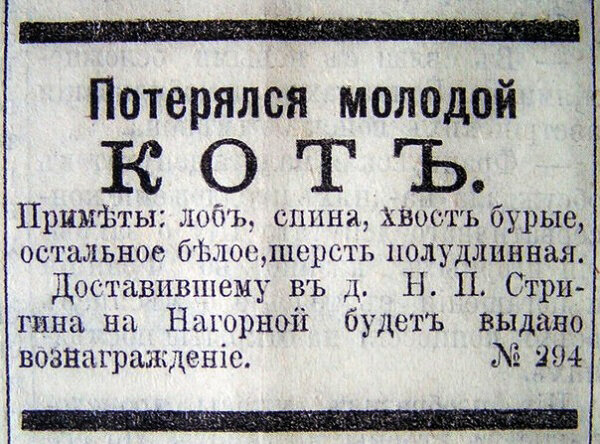 Потерялся молодой
КОТЪ.
Примѣты: лобъ, спина, хвостъ бурые,
остальное бѣлое,шерсть полудлинная.
Доставившему въ д. Н. П. Стри-
гина на Нагорной будетъ выдано
вознагражденіе. № 294